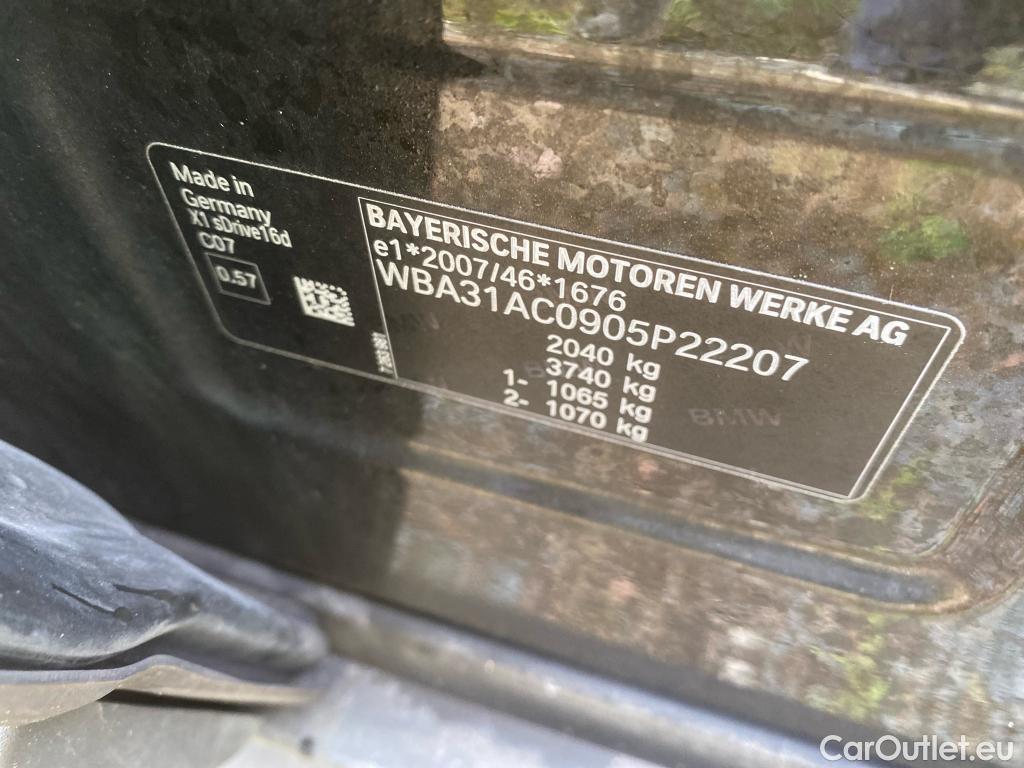 Made in
Germany
X1 sDrive16d
C07
0.57
BAYERISCHE MOTOREN WERKE AG
e1*2007/46*1676
WBA31AC0905P22207
2040 kg
3740 kg
1- 1065 kg
2- 1070 kg
BMW
CarOutlet.eu